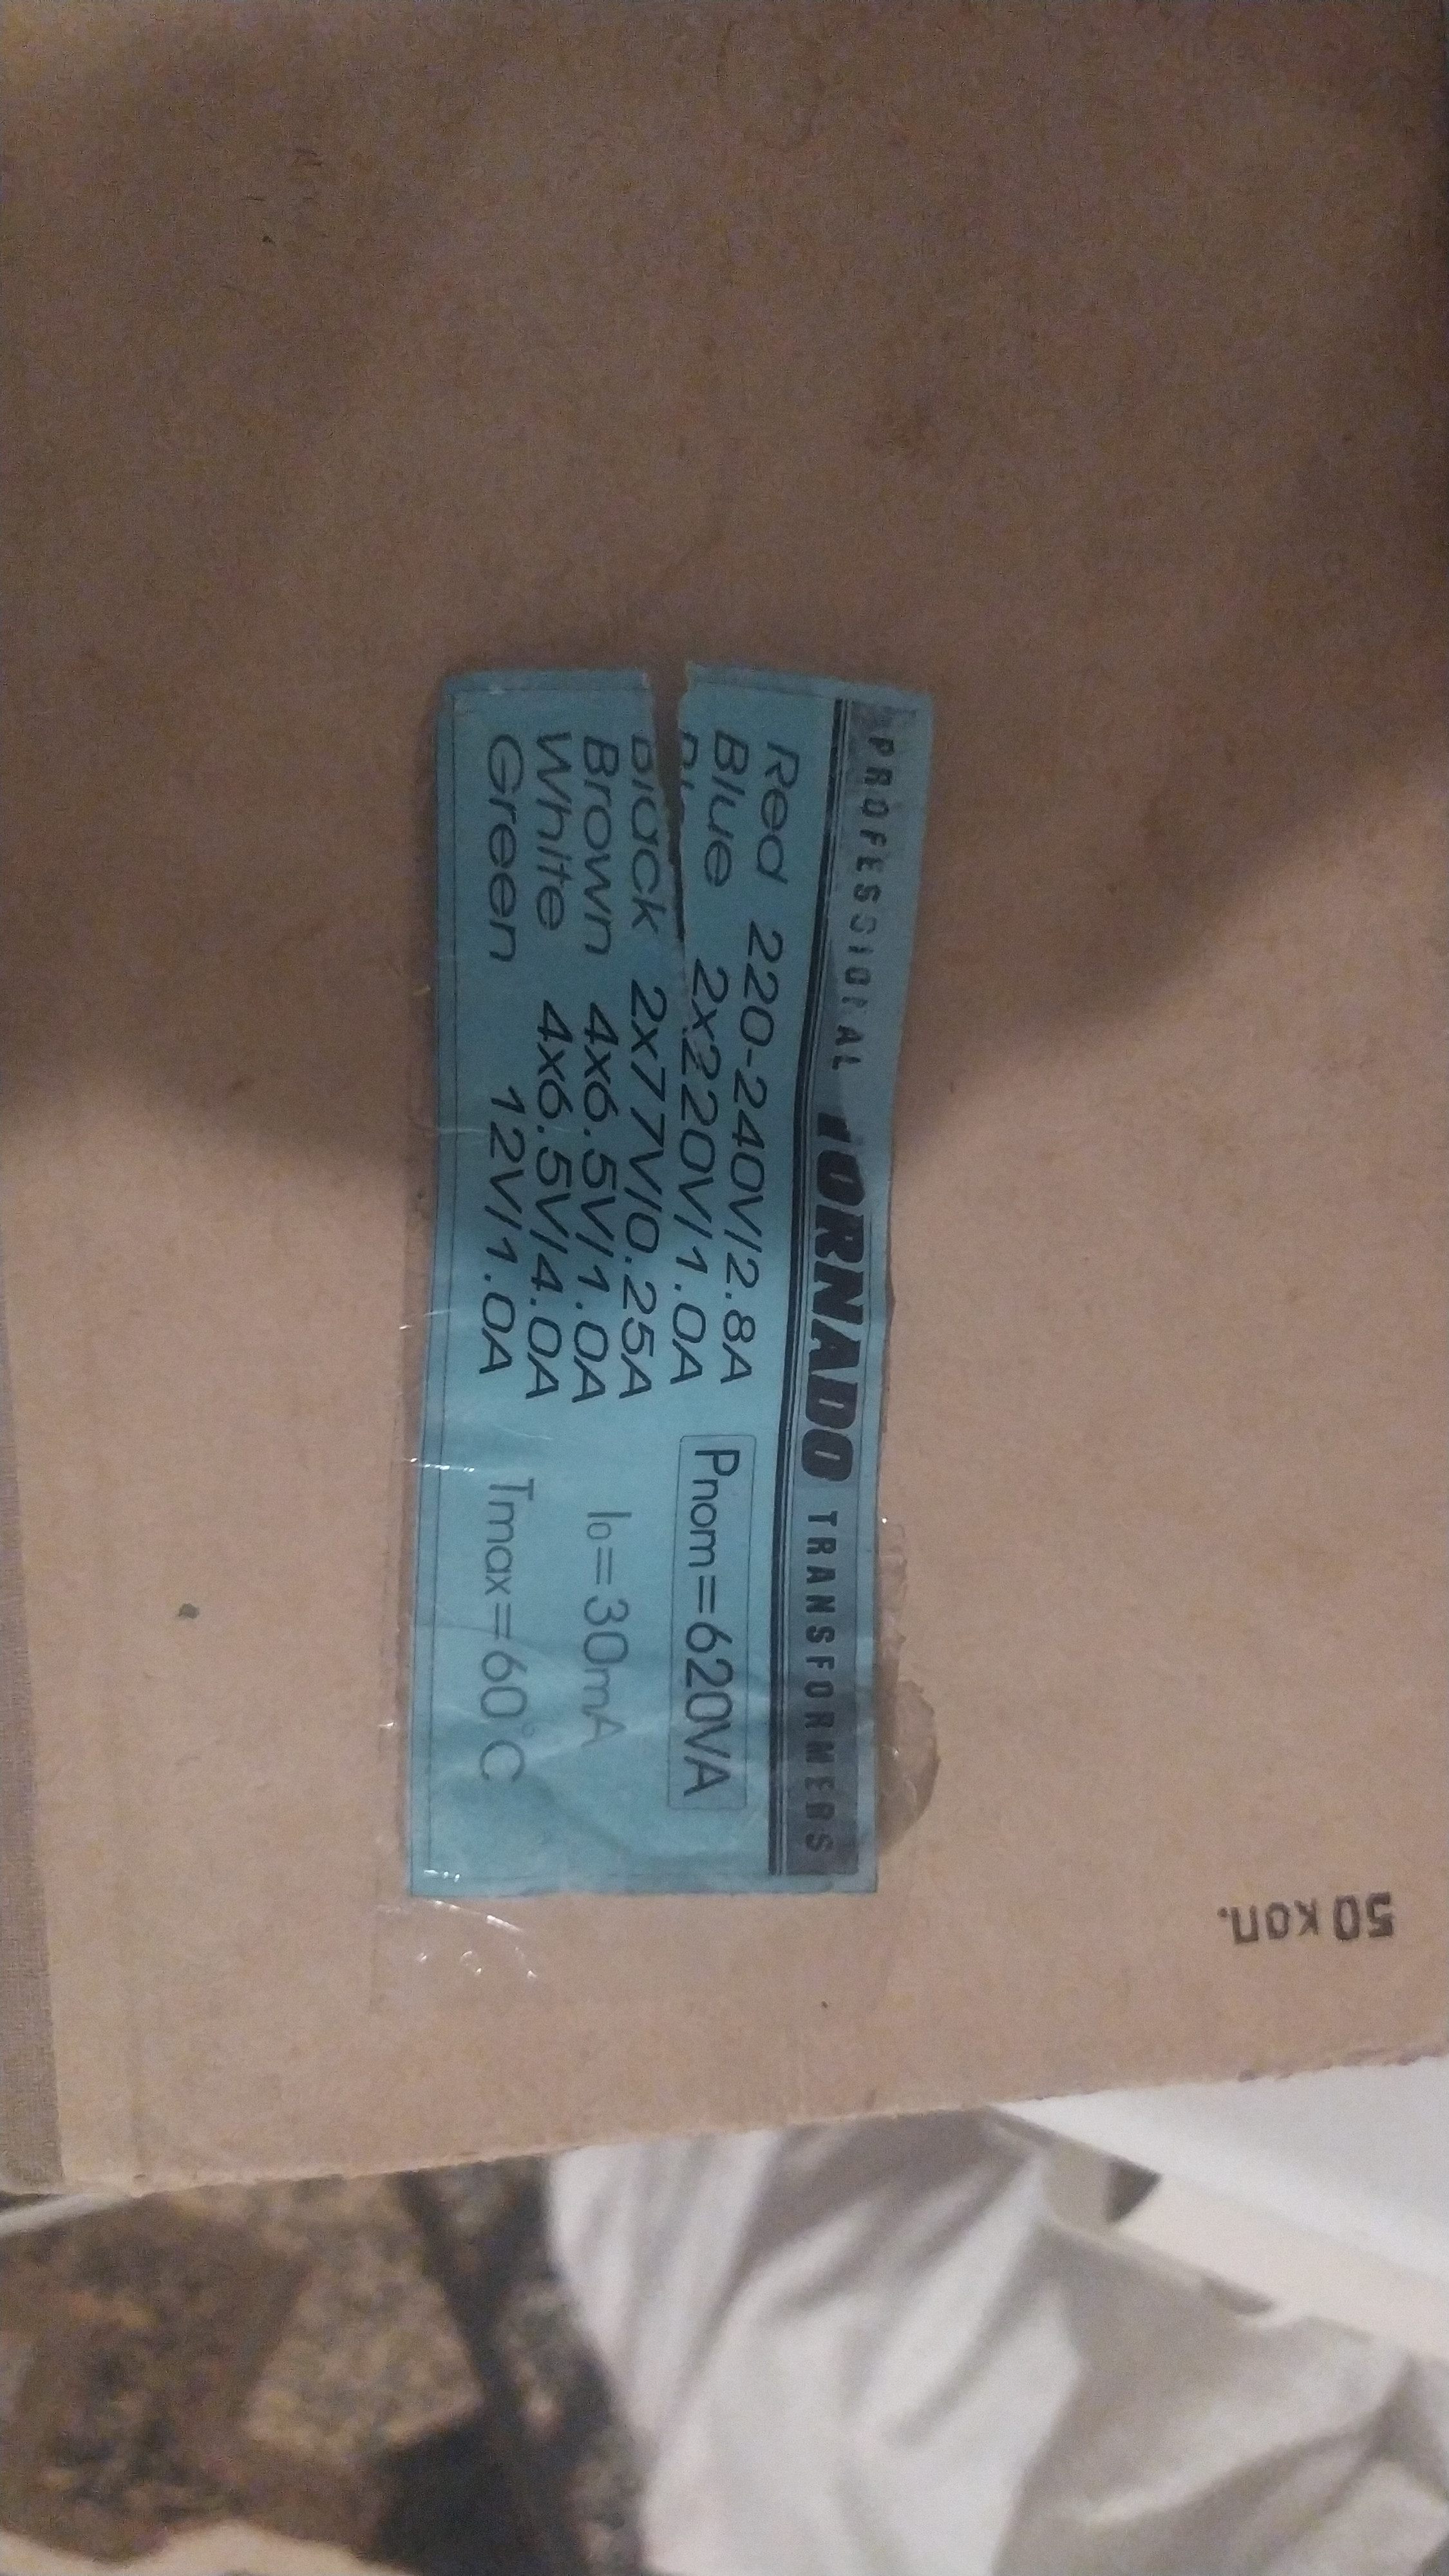 PROFESSIONAL TORNADO TRANSFORMERS
Red 220-240V/2.8A
Blue 2x220V/1.0A
Black 2x77V/0.25A
Brown 4x6.5V/1.0A
White 4x6.5V/4.0A
Green 12V/1.0A
Pnom=620VA
I0=30mA
Tmax=60°C
50 коп.